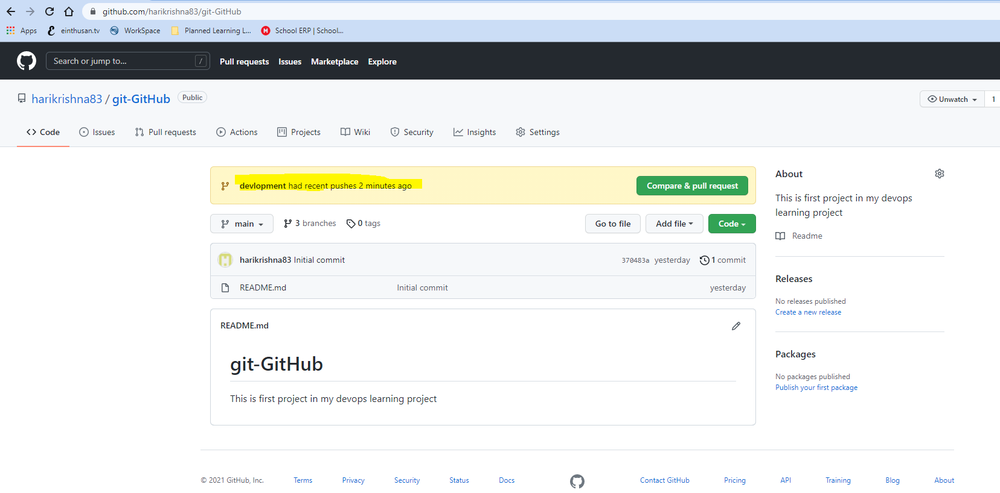 github.com/harikrishna83/git-GitHub
Apps einthusan.tv WorkSpace Planned Learning L... School ERP | School...
Search or jump to... / Pull requests Issues Marketplace Explore
harikrishna83 / git-GitHub Public Unwatch 1
Code Issues Pull requests Actions Projects Wiki Security Insights Settings
devlopment had recent pushes 2 minutes ago Compare & pull request
main 3 branches 0 tags Go to file Add file Code
harikrishna83 Initial commit 370483a yesterday 1 commit
README.md Initial commit yesterday
README.md
git-GitHub
This is first project in my devops learning project
About
This is first project in my devops
learning project
Readme
Releases
No releases published
Create a new release
Packages
No packages published
Publish your first package
© 2021 GitHub, Inc. Terms Privacy Security Status Docs Contact GitHub Pricing API Training Blog About